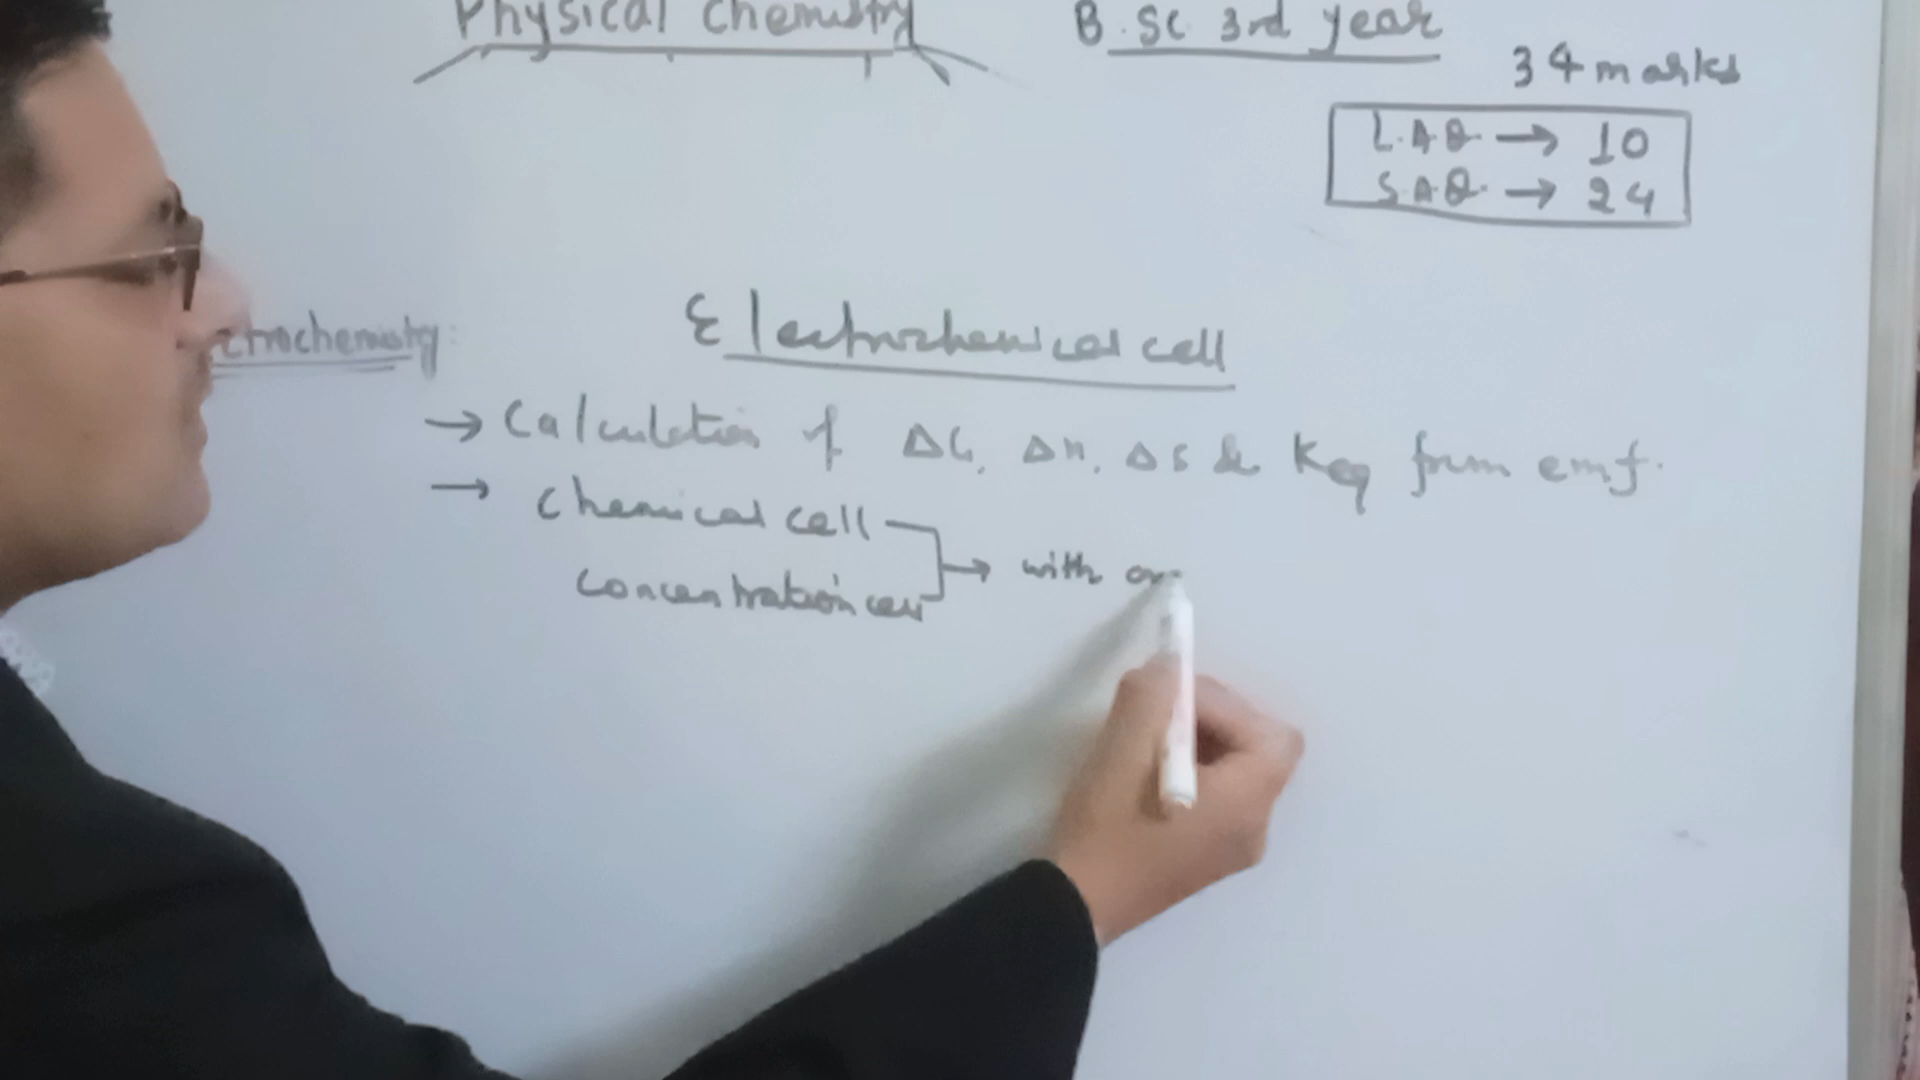 Physical Chemistry
B.Sc 3rd year
34 marks
L.A.Q. → 10
S.A.Q. → 24
ctrochemistry:
Electrochemical cell
→ Calculation of ΔG, ΔH, ΔS & Keq from emf.
→ Chemical cell
Concentration cell
→ with